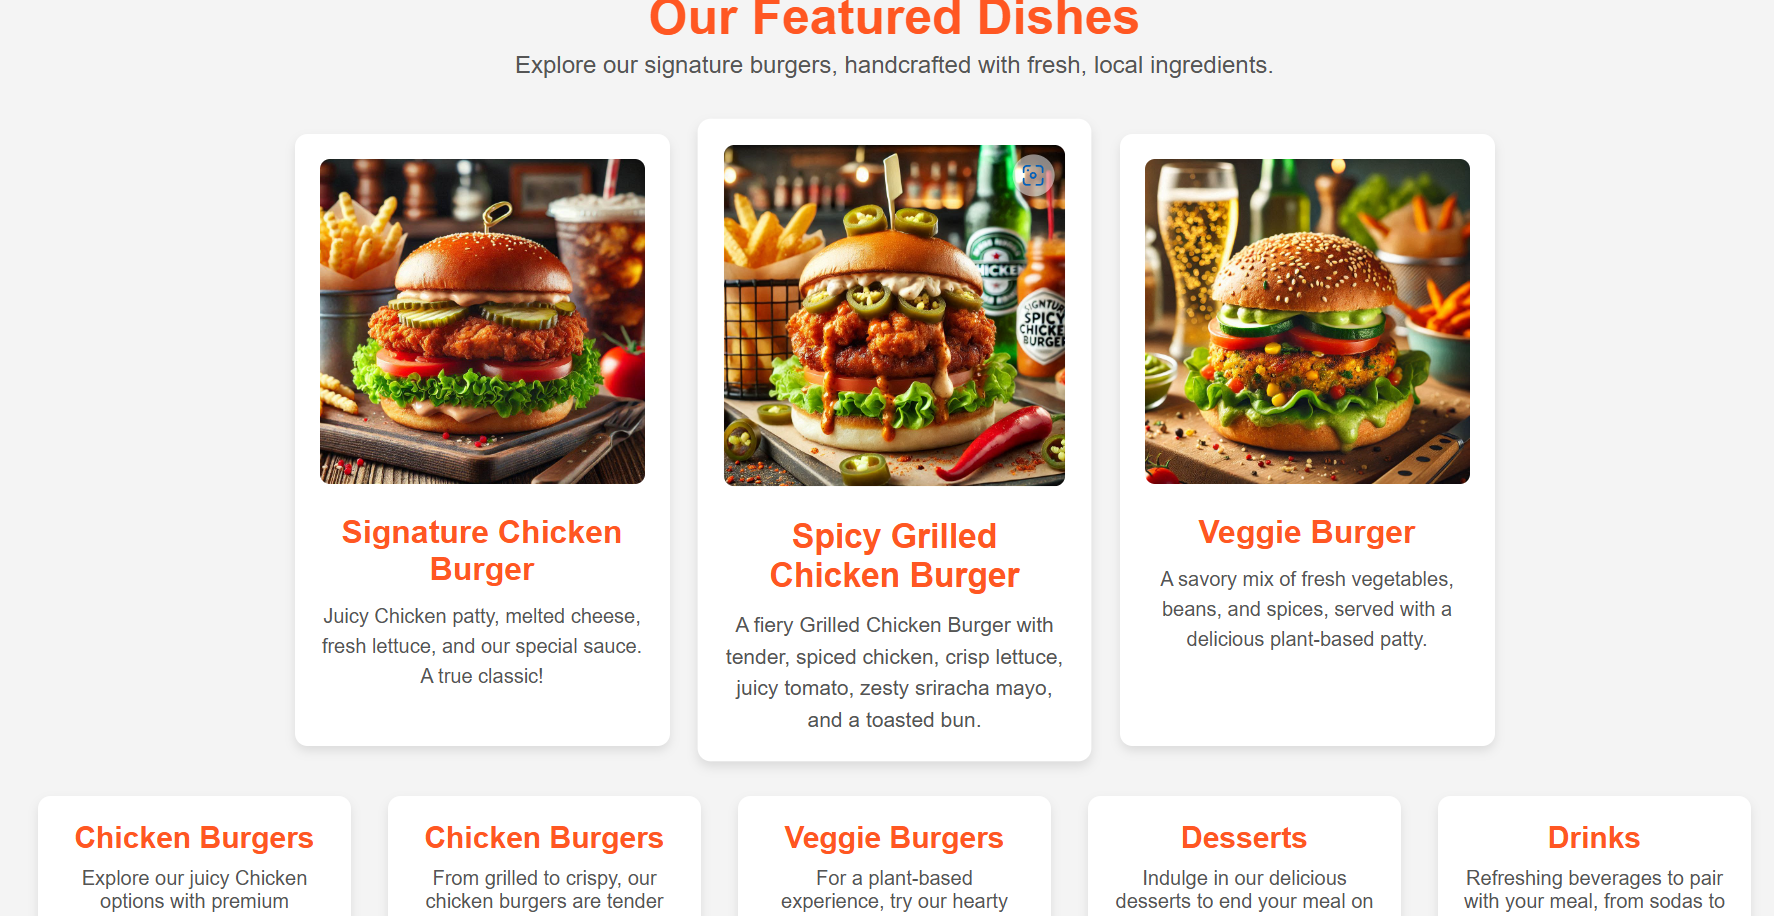 Our Featured Dishes
Explore our signature burgers, handcrafted with fresh, local ingredients.
HICKEN
SIGNTUR
SPICY
CHICKE
BURGER
Signature Chicken
Burger
Juicy Chicken patty, melted cheese,
fresh lettuce, and our special sauce.
A true classic!
Spicy Grilled
Chicken Burger
A fiery Grilled Chicken Burger with
tender, spiced chicken, crisp lettuce,
juicy tomato, zesty sriracha mayo,
and a toasted bun.
Veggie Burger
A savory mix of fresh vegetables,
beans, and spices, served with a
delicious plant-based patty.
Chicken Burgers
Explore our juicy Chicken
options with premium
Chicken Burgers
From grilled to crispy, our
chicken burgers are tender
Veggie Burgers
For a plant-based
experience, try our hearty
Desserts
Indulge in our delicious
desserts to end your meal on
Drinks
Refreshing beverages to pair
with your meal, from sodas to